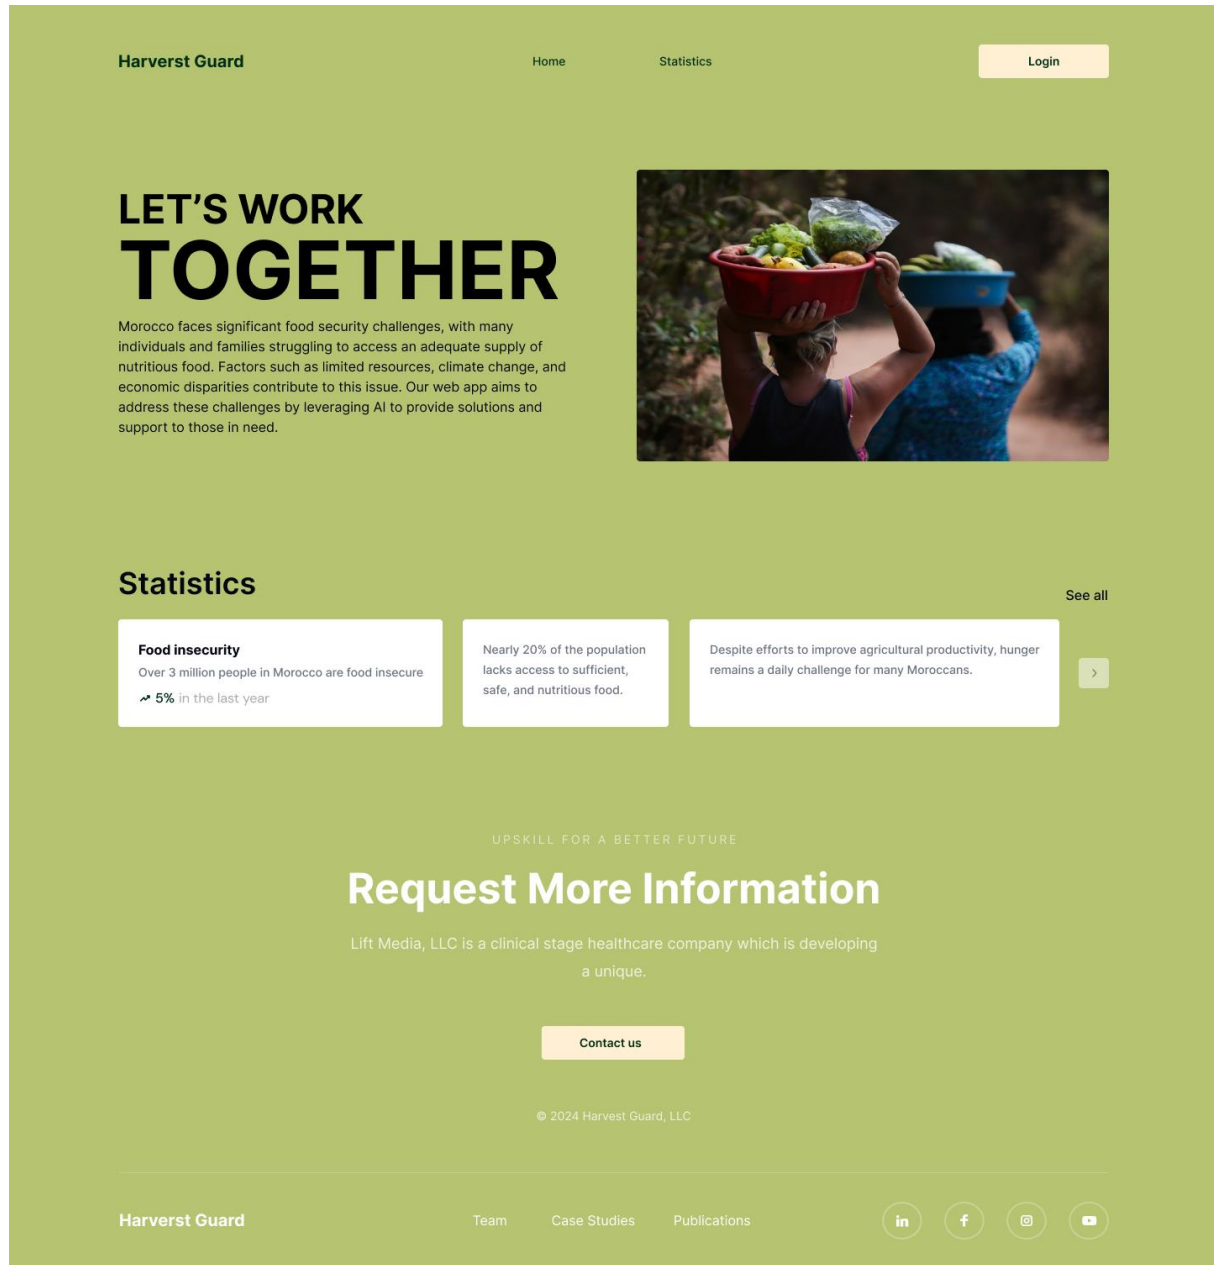 Harverst Guard
Home
Statistics
Login
LET’S WORK
TOGETHER
Morocco faces significant food security challenges, with many
individuals and families struggling to access an adequate supply of
nutritious food. Factors such as limited resources, climate change, and
economic disparities contribute to this issue. Our web app aims to
address these challenges by leveraging AI to provide solutions and
support to those in need.
Statistics
See all
Food insecurity
Over 3 million people in Morocco are food insecure
5% in the last year
Nearly 20% of the population
lacks access to sufficient,
safe, and nutritious food.
Despite efforts to improve agricultural productivity, hunger
remains a daily challenge for many Moroccans.
UPSKILL FOR A BETTER FUTURE
Request More Information
Lift Media, LLC is a clinical stage healthcare company which is developing
a unique.
Contact us
© 2024 Harvest Guard, LLC
Harverst Guard
Team
Case Studies
Publications
in
f